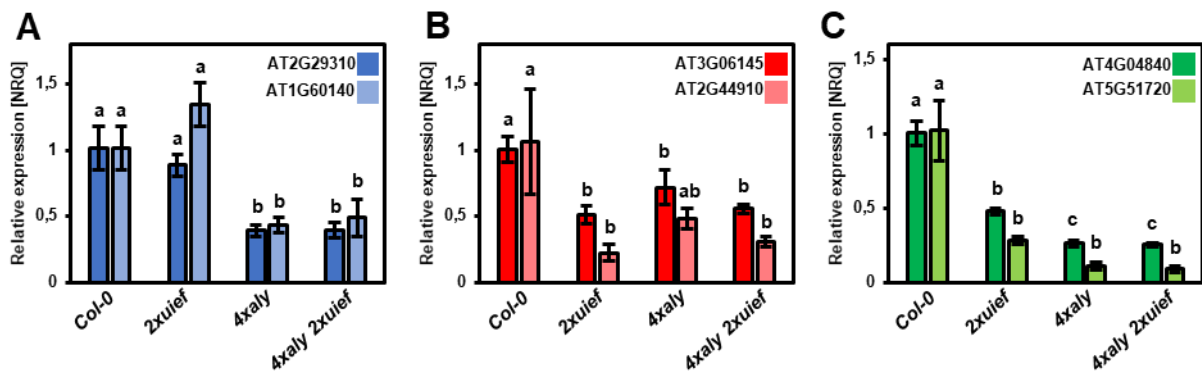 A
Relative expression [NRQ]
1,5
1
0,5
0
AT2G29310
AT1G60140
a a a a b b b b
Col-0 2xuief 4xaly 4xaly 2xuief
B
Relative expression [NRQ]
1,5
1
0,5
0
AT3G06145
AT2G44910
a a b b b ab b b
Col-0 2xuief 4xaly 4xaly 2xuief
C
Relative expression [NRQ]
1,5
1
0,5
0
AT4G04840
AT5G51720
a a b b c b c b
Col-0 2xuief 4xaly 4xaly 2xuief